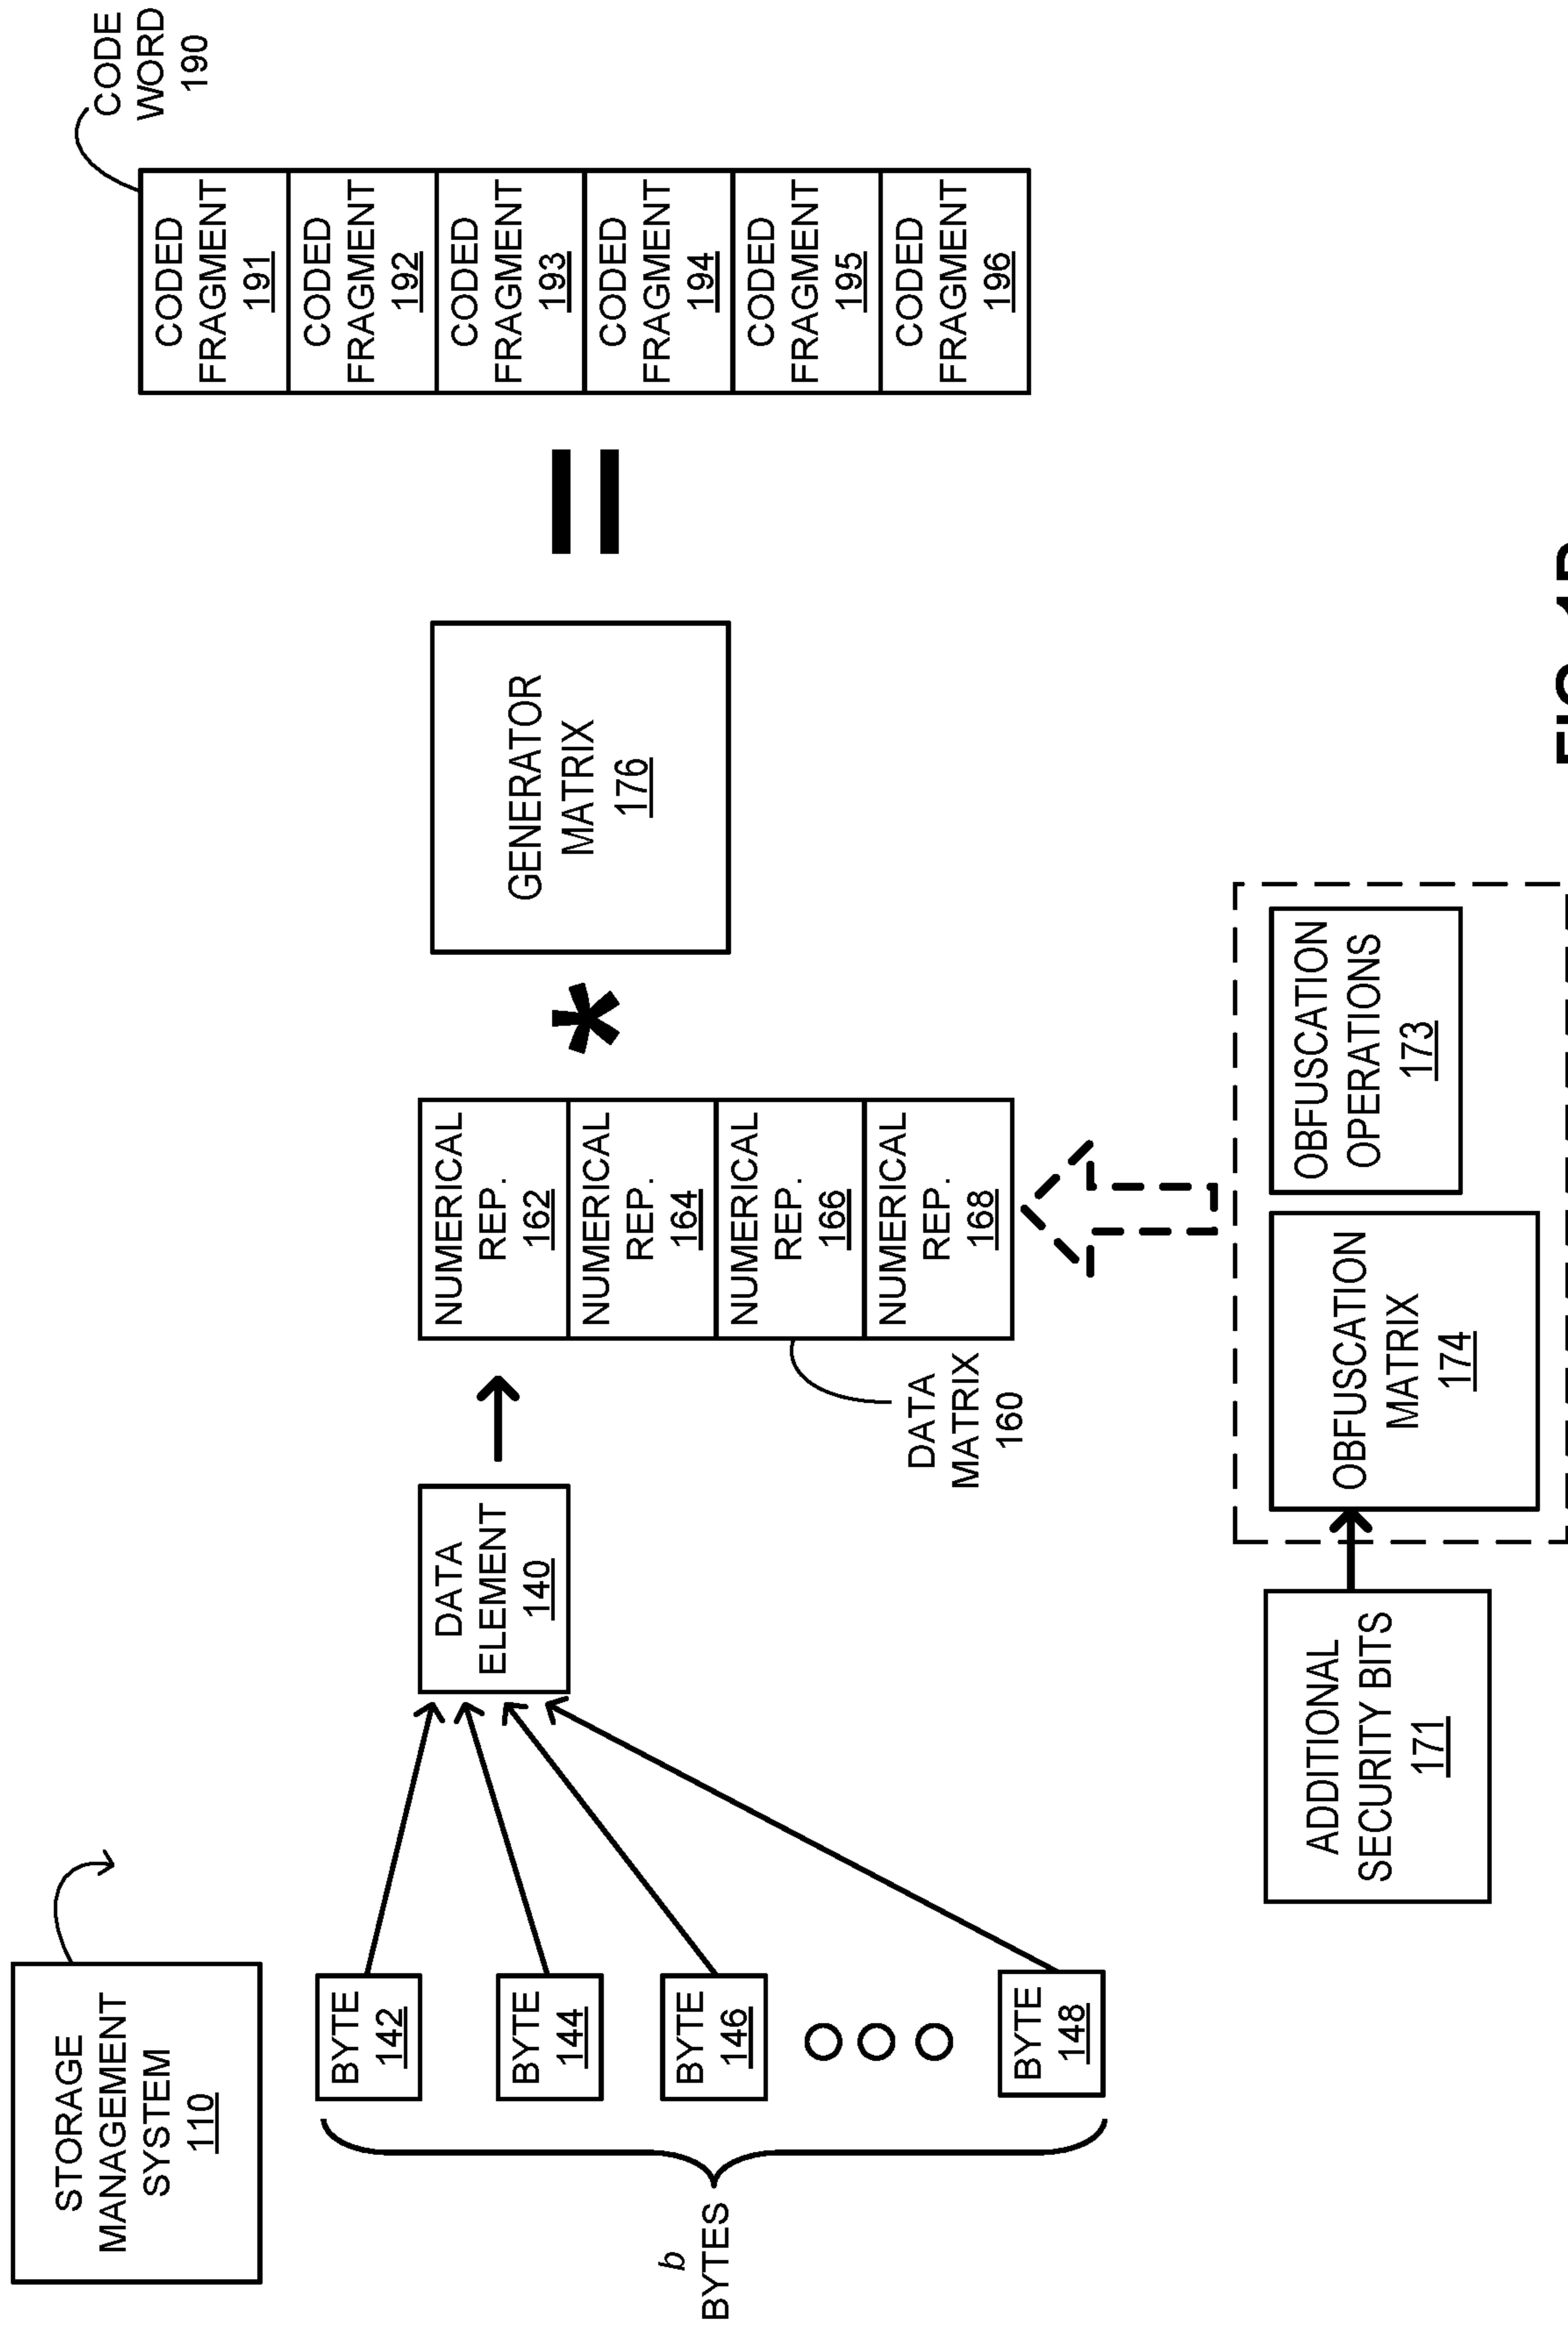 STORAGE
MANAGEMENT
SYSTEM
110
b
BYTES
BYTE
142
BYTE
144
BYTE
146
BYTE
148
DATA
ELEMENT
140
NUMERICAL
REP.
162
NUMERICAL
REP.
164
NUMERICAL
REP.
166
NUMERICAL
REP.
168
DATA
MATRIX
160
*
GENERATOR
MATRIX
176
=
CODE
WORD
190
CODED
FRAGMENT
191
CODED
FRAGMENT
192
CODED
FRAGMENT
193
CODED
FRAGMENT
194
CODED
FRAGMENT
195
CODED
FRAGMENT
196
ADDITIONAL
SECURITY BITS
171
OBFUSCATION
MATRIX
174
OBFUSCATION
OPERATIONS
173